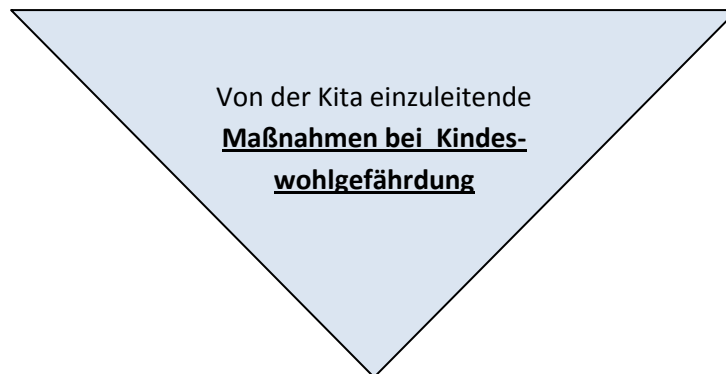 Von der Kita einzuleitende
Maßnahmen bei Kindes-
wohlgefährdung